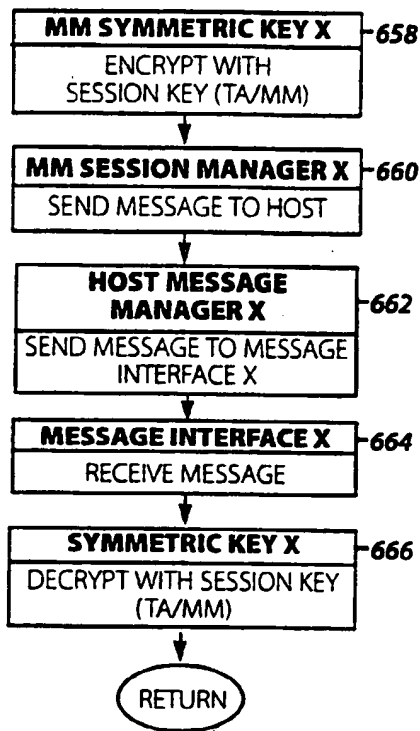 MM SYMMETRIC KEY X
658
ENCRYPT WITH
SESSION KEY (TA/MM)
MM SESSION MANAGER X
660
SEND MESSAGE TO HOST
HOST MESSAGE
MANAGER X
662
SEND MESSAGE TO MESSAGE
INTERFACE X
MESSAGE INTERFACE X
664
RECEIVE MESSAGE
SYMMETRIC KEY X
666
DECRYPT WITH SESSION KEY
(TA/MM)
RETURN